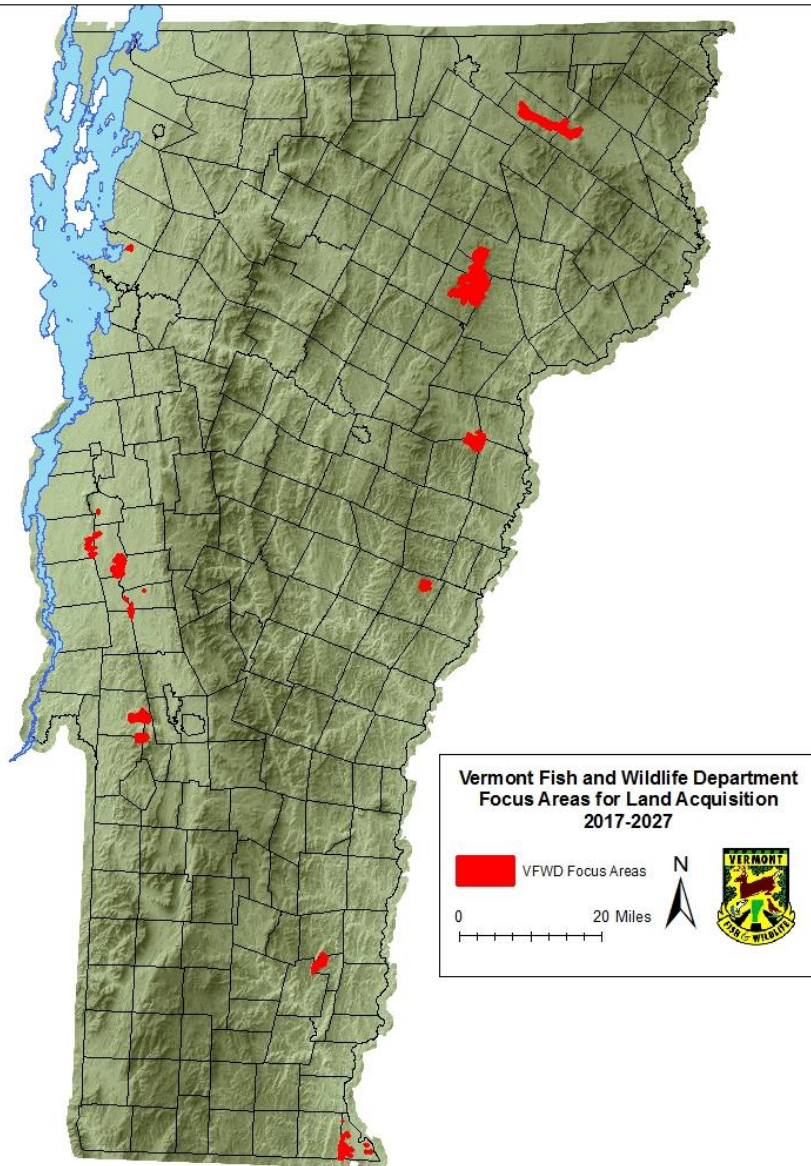 Vermont Fish and Wildlife Department
Focus Areas for Land Acquisition
2017-2027
VFWD Focus Areas
N
0 20 Miles
VERMONT
FISH & WILDLIFE